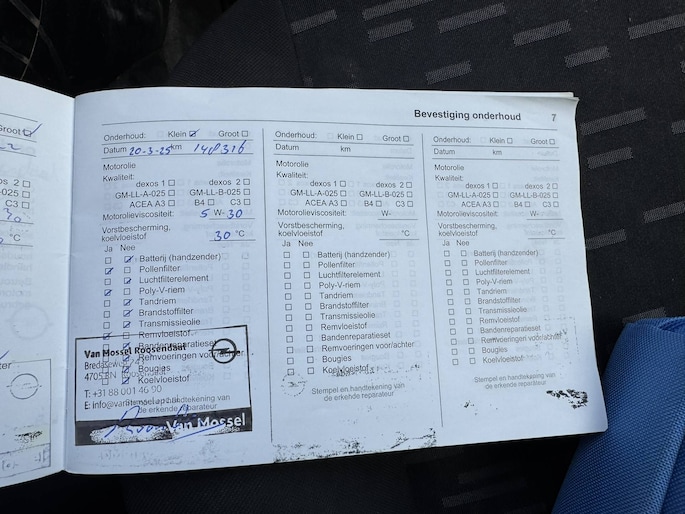 Groot
°C
Bevestiging onderhoud 7
Onderhoud: Klein Groot
Datum 20-3-25 km 148316
Motorolie
Kwaliteit:
dexos 1 dexos 2
GM-LL-A-025 GM-LL-B-025
ACEA A3 B4 C3
Motorolieviscositeit: 5 W- 30
Vorstbescherming,
koelvloeistof 30 °C
Ja Nee
Batterij (handzender)
Pollenfilter
Luchtfilterelement
Poly-V-riem
Tandriem
Brandstoffilter
Transmissieolie
Remvloeistof
Bandenreparatieset
Remvoeringen voor/achter
Bougies
Koelvloeistof
Van Mossel Roosendaal
T: +31 88 001 46 90
de erkende reparateur
Van Mossel
Onderhoud: Klein Groot
Datum km
Motorolie
Kwaliteit:
dexos 1 dexos 2
GM-LL-A-025 GM-LL-B-025
ACEA A3 B4 C3
Motorolieviscositeit: W-
Vorstbescherming,
koelvloeistof °C
Ja Nee
Batterij (handzender)
Pollenfilter
Luchtfilterelement
Poly-V-riem
Tandriem
Brandstoffilter
Transmissieolie
Remvloeistof
Bandenreparatieset
Remvoeringen voor/achter
Bougies
Koelvloeistof
Stempel en handtekening van
de erkende reparateur
Onderhoud: Klein Groot
Datum km
Motorolie
Kwaliteit:
dexos 1 dexos 2
GM-LL-A-025 GM-LL-B-025
ACEA A3 B4 C3
Motorolieviscositeit: W-
Vorstbescherming,
koelvloeistof °C
Ja Nee
Batterij (handzender)
Pollenfilter
Luchtfilterelement
Poly-V-riem
Tandriem
Brandstoffilter
Transmissieolie
Remvloeistof
Bandenreparatieset
Remvoeringen voor/achter
Bougies
Koelvloeistof
Stempel en handtekening van
de erkende reparateur